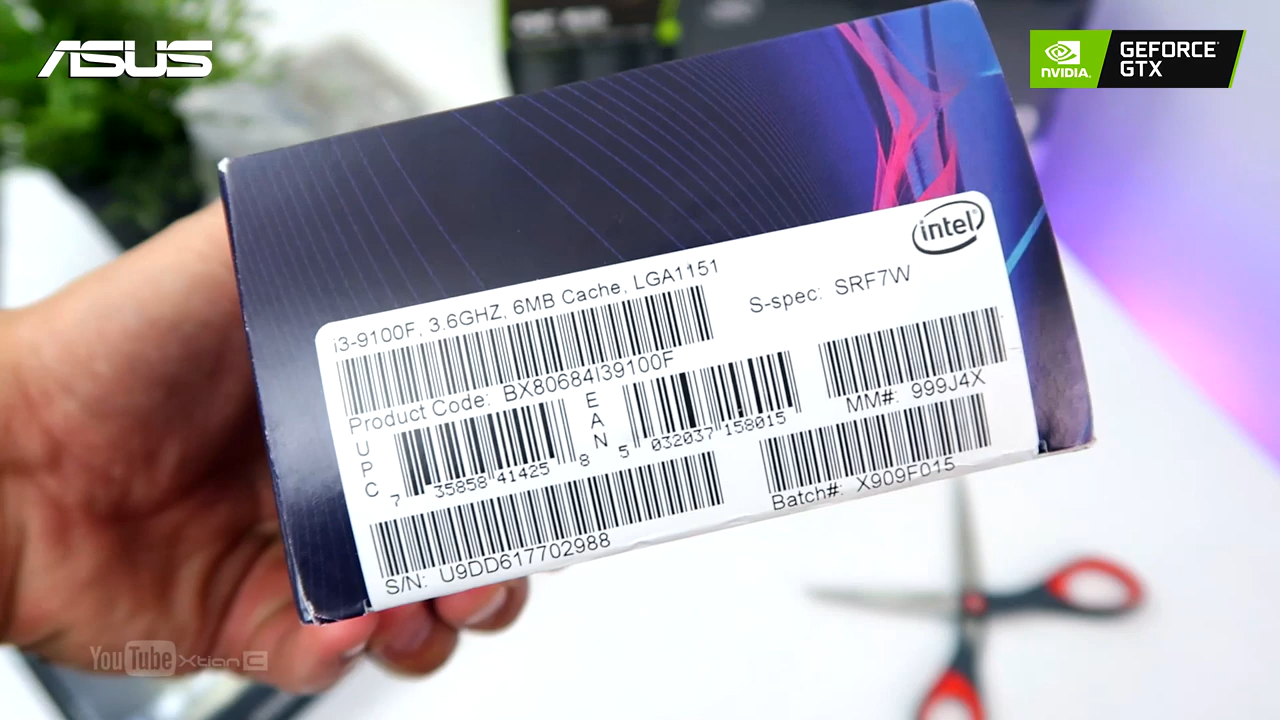 ASUS
NVIDIA.
GEFORCE
GTX
intel
i3-9100F, 3.6GHZ, 6MB Cache, LGA1151
S-spec: SRF7W
Product Code: BX80684I39100F
MM#: 999J4X
UPC
7 35858 41425 8
EAN
5 032037 158015
Batch#: X909F015
S/N: U9DD617702988
YouTube Xtian C